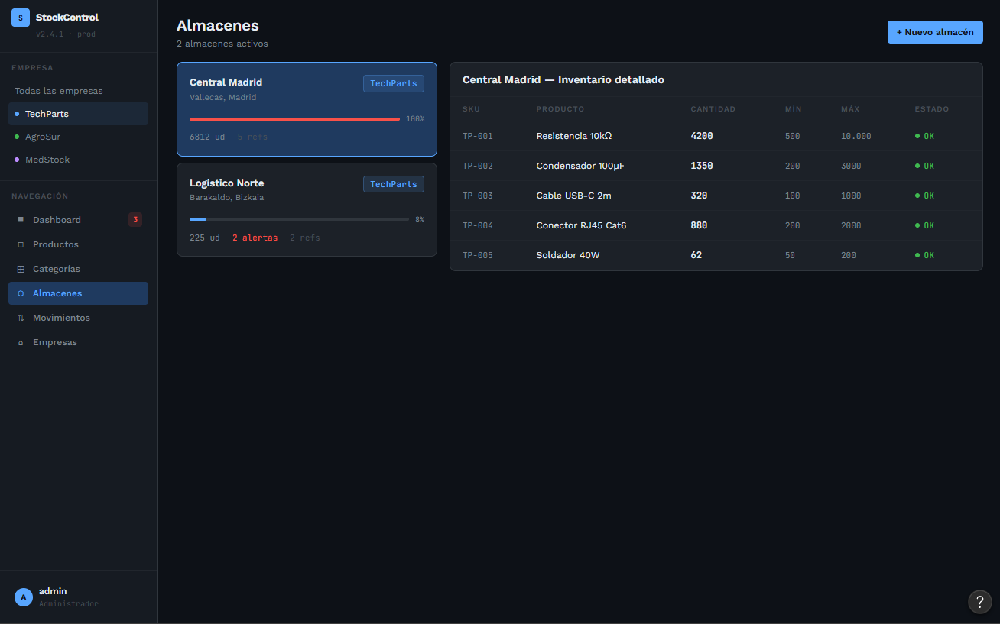 S StockControl
v2.4.1 · prod
EMPRESA
Todas las empresas
TechParts
AgroSur
MedStock
NAVEGACIÓN
Dashboard 3
Productos
Categorías
Almacenes
Movimientos
Empresas
A admin
Administrador
Almacenes
2 almacenes activos
+ Nuevo almacén
Central Madrid TechParts
Vallecas, Madrid
100%
6812 ud 5 refs
Logístico Norte TechParts
Barakaldo, Bizkaia
8%
225 ud 2 alertas 2 refs
Central Madrid — Inventario detallado
SKU PRODUCTO CANTIDAD MÍN MÁX ESTADO
TP-001 Resistencia 10kΩ 4200 500 10.000 OK
TP-002 Condensador 100μF 1350 200 3000 OK
TP-003 Cable USB-C 2m 320 100 1000 OK
TP-004 Conector RJ45 Cat6 880 200 2000 OK
TP-005 Soldador 40W 62 50 200 OK
?